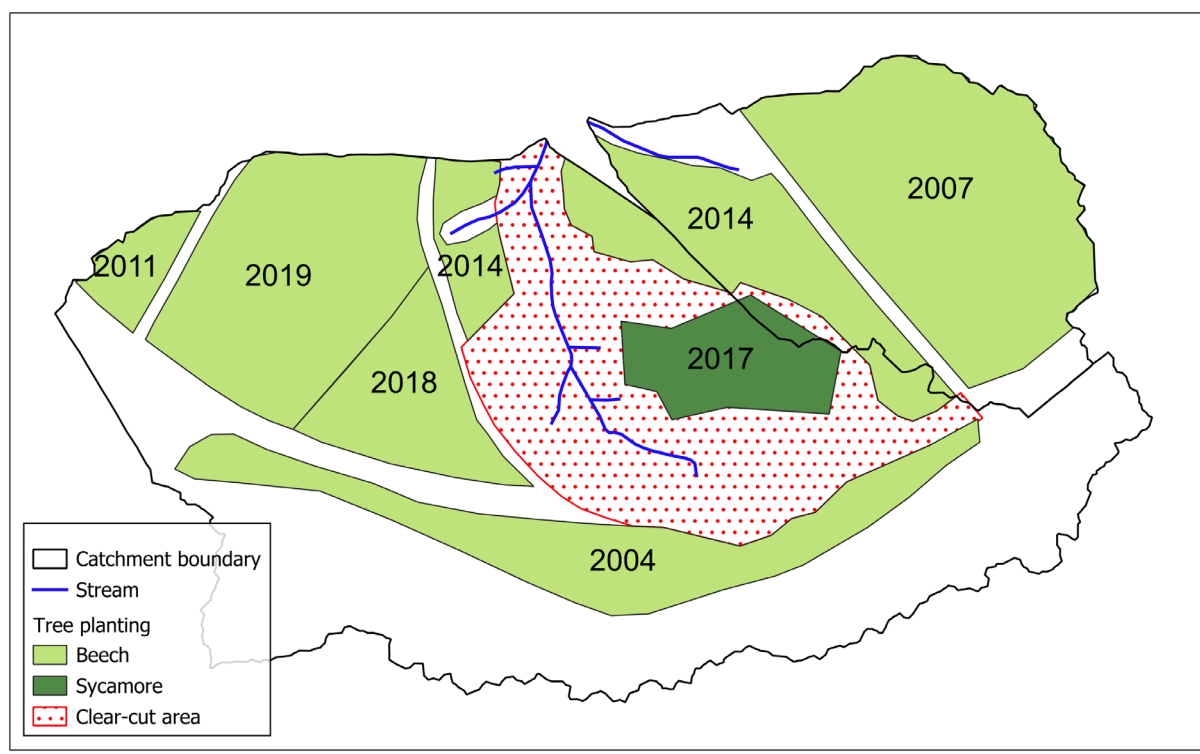 2007
2014
2011
2019
2014
2017
2018
2004
Catchment boundary
Stream
Tree planting
Beech
Sycamore
Clear-cut area